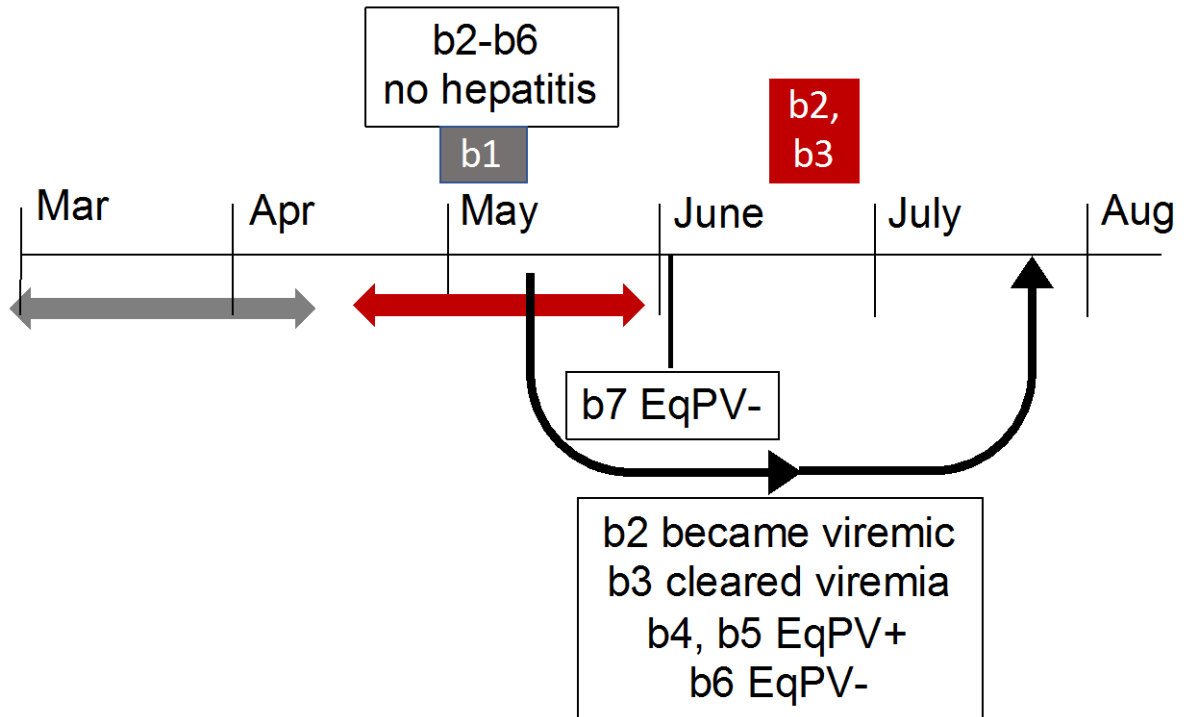 b2-b6
no hepatitis
b1
b2,
b3
Mar
Apr
May
June
July
Aug
b7 EqPV-
b2 became viremic
b3 cleared viremia
b4, b5 EqPV+
b6 EqPV-